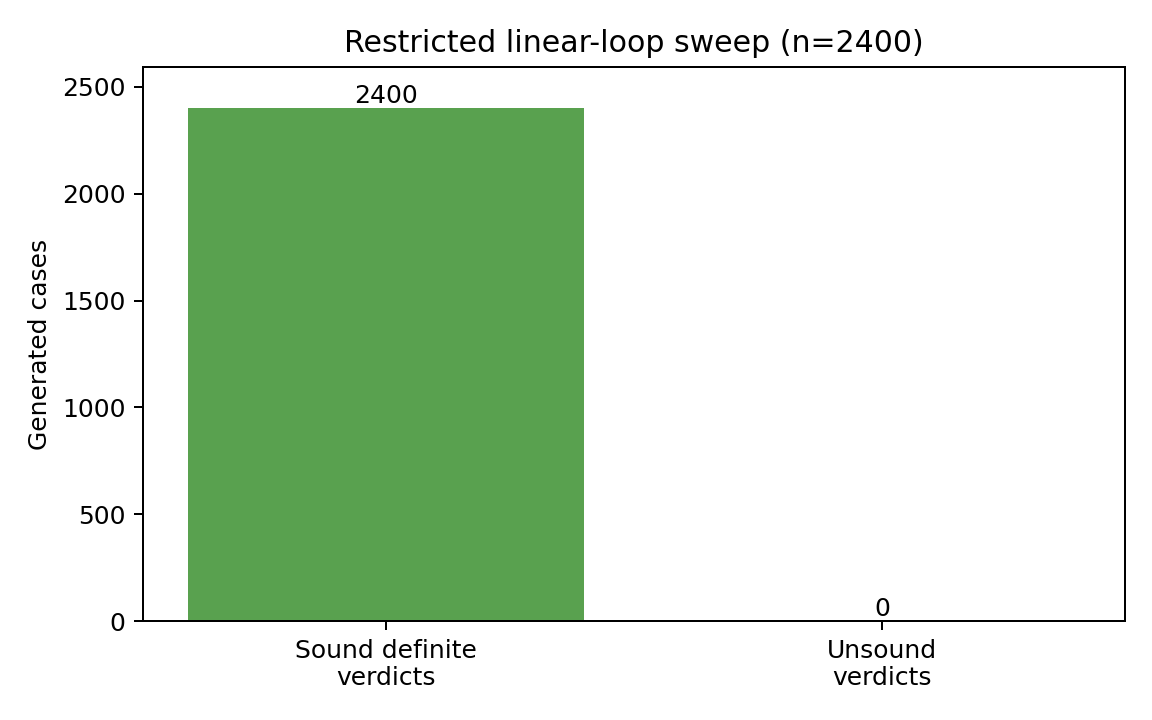 Restricted linear-loop sweep (n=2400)
2500
2000
1500
1000
500
0
Generated cases
2400
0
Sound definite
verdicts
Unsound
verdicts